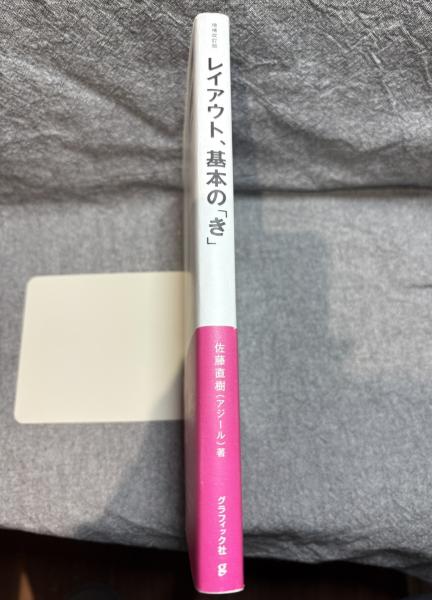 増補改訂版
レイアウト、基本の「き」
佐藤直樹（アジール）著
グラフィック社 g